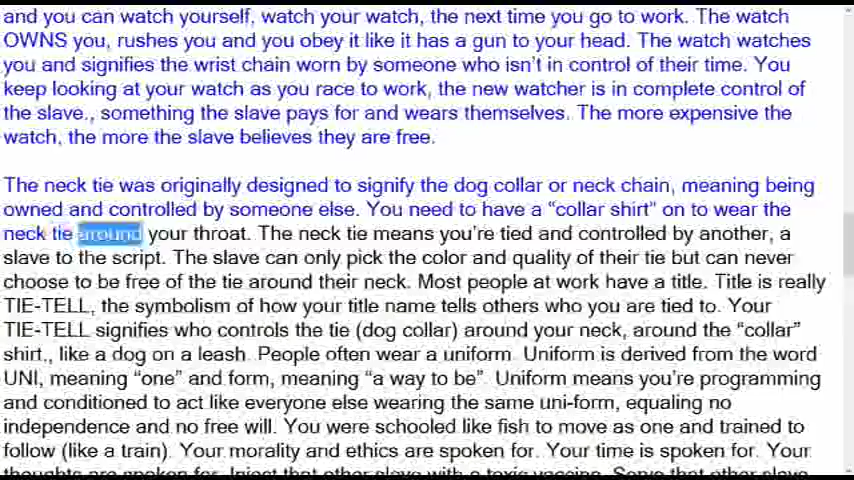 and you can watch yourself, watch your watch, the next time you go to work. The watch
OWNS you, rushes you and you obey it like it has a gun to your head. The watch watches
you and signifies the wrist chain worn by someone who isn't in control of their time. You
keep looking at your watch as you race to work, the new watcher is in complete control of
the slave., something the slave pays for and wears themselves. The more expensive the
watch, the more the slave believes they are free.
The neck tie was originally designed to signify the dog collar or neck chain, meaning being
owned and controlled by someone else. You need to have a “collar shirt” on to wear the
neck tie around your throat. The neck tie means you're tied and controlled by another, a
slave to the script. The slave can only pick the color and quality of their tie but can never
choose to be free of the tie around their neck. Most people at work have a title. Title is really
TIE-TELL, the symbolism of how your title name tells others who you are tied to. Your
TIE-TELL signifies who controls the tie (dog collar) around your neck, around the “collar”
shirt., like a dog on a leash. People often wear a uniform. Uniform is derived from the word
UNI, meaning “one” and form, meaning “a way to be”. Uniform means you're programming
and conditioned to act like everyone else wearing the same uni-form, equaling no
independence and no free will. You were schooled like fish to move as one and trained to
follow (like a train). Your morality and ethics are spoken for. Your time is spoken for. Your
thoughts are spoken for. Inject that other slave with a toxic vaccine. Serve that other slave